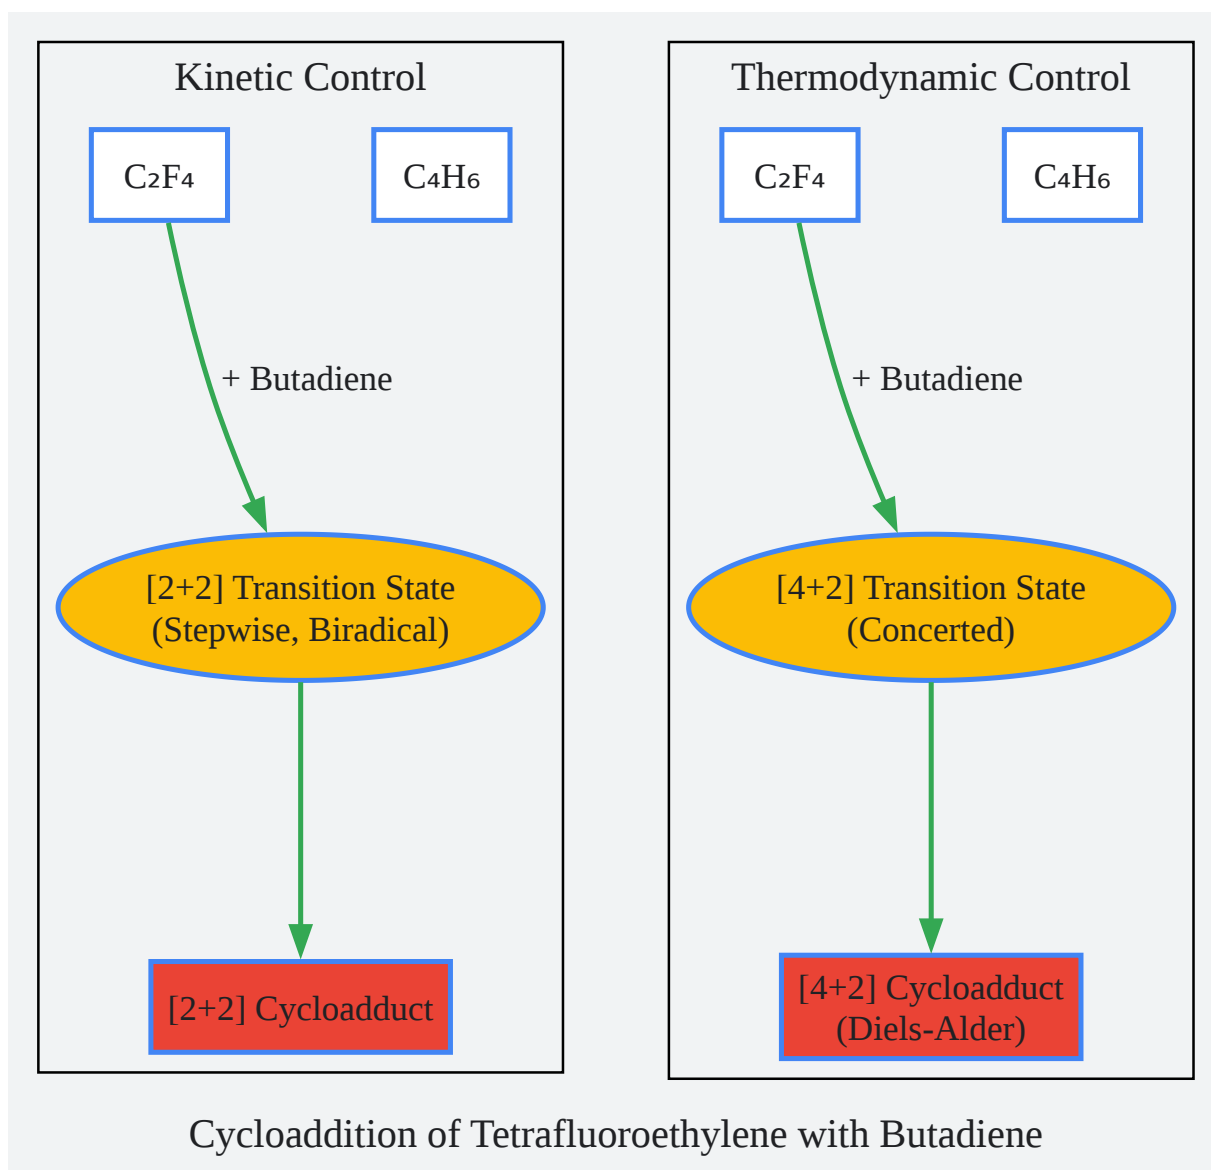 Kinetic Control
C₂F₄
C₄H₆
+ Butadiene
[2+2] Transition State
(Stepwise, Biradical)
[2+2] Cycloadduct
Thermodynamic Control
C₂F₄
C₄H₆
+ Butadiene
[4+2] Transition State
(Concerted)
[4+2] Cycloadduct
(Diels-Alder)
Cycloaddition of Tetrafluoroethylene with Butadiene